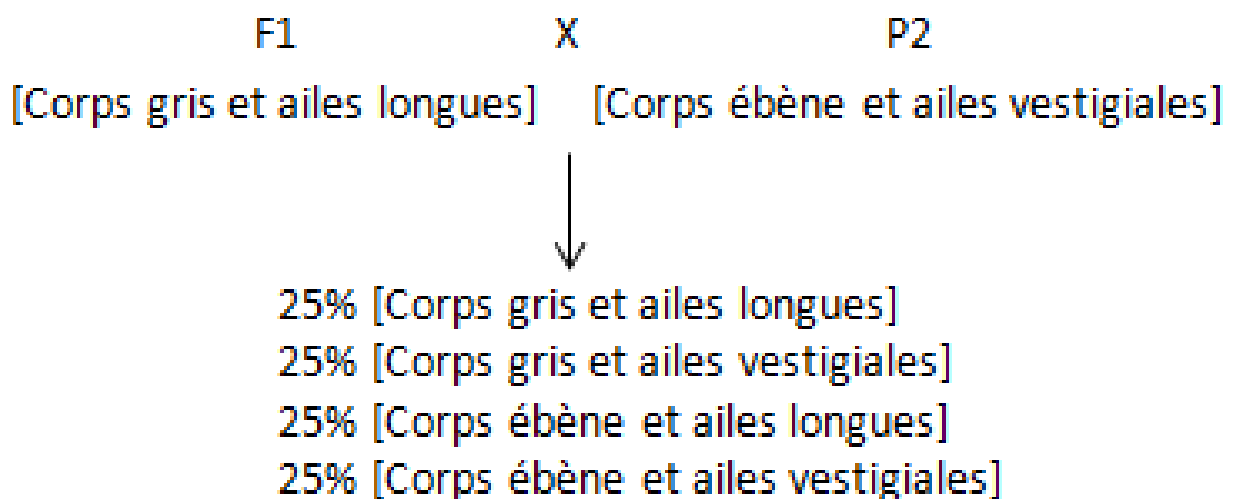 F1 X P2
[Corps gris et ailes longues] [Corps ébène et ailes vestigiales]
25% [Corps gris et ailes longues]
25% [Corps gris et ailes vestigiales]
25% [Corps ébène et ailes longues]
25% [Corps ébène et ailes vestigiales]